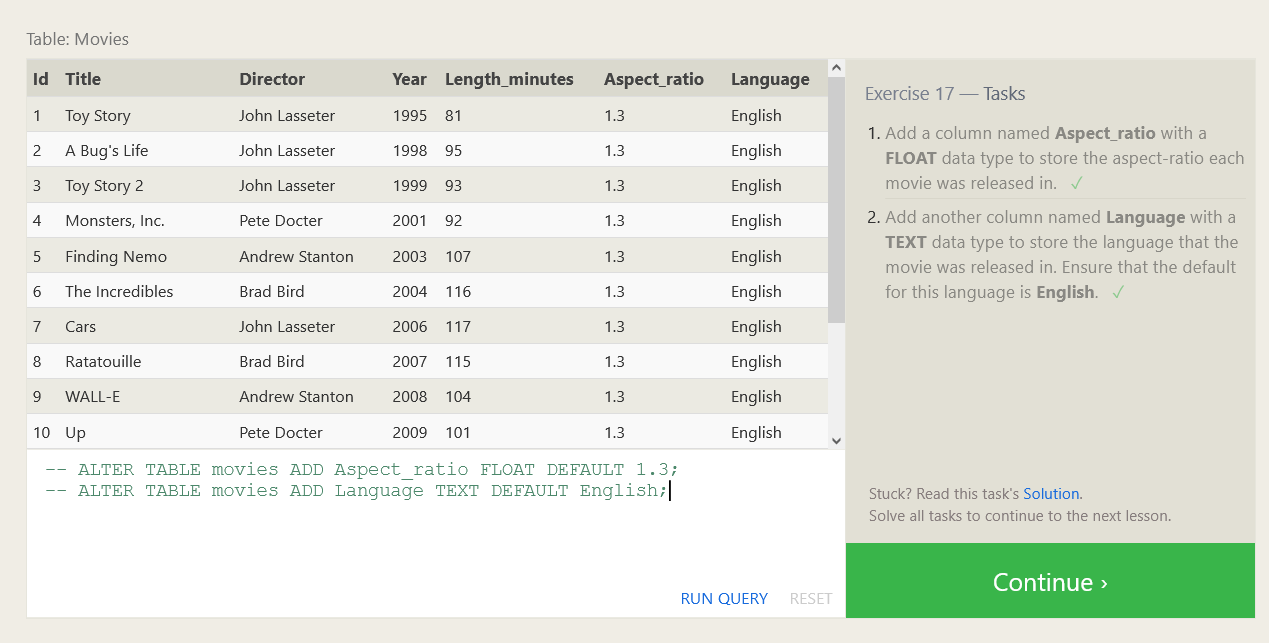 Table: Movies
Id Title Director Year Length_minutes Aspect_ratio Language
1 Toy Story John Lasseter 1995 81 1.3 English
2 A Bug's Life John Lasseter 1998 95 1.3 English
3 Toy Story 2 John Lasseter 1999 93 1.3 English
4 Monsters, Inc. Pete Docter 2001 92 1.3 English
5 Finding Nemo Andrew Stanton 2003 107 1.3 English
6 The Incredibles Brad Bird 2004 116 1.3 English
7 Cars John Lasseter 2006 117 1.3 English
8 Ratatouille Brad Bird 2007 115 1.3 English
9 WALL-E Andrew Stanton 2008 104 1.3 English
10 Up Pete Docter 2009 101 1.3 English
-- ALTER TABLE movies ADD Aspect_ratio FLOAT DEFAULT 1.3;
-- ALTER TABLE movies ADD Language TEXT DEFAULT English;
RUN QUERY RESET
Exercise 17 — Tasks
1. Add a column named Aspect_ratio with a
FLOAT data type to store the aspect-ratio each
movie was released in. ✓
2. Add another column named Language with a
TEXT data type to store the language that the
movie was released in. Ensure that the default
for this language is English. ✓
Stuck? Read this task's Solution.
Solve all tasks to continue to the next lesson.
Continue ›